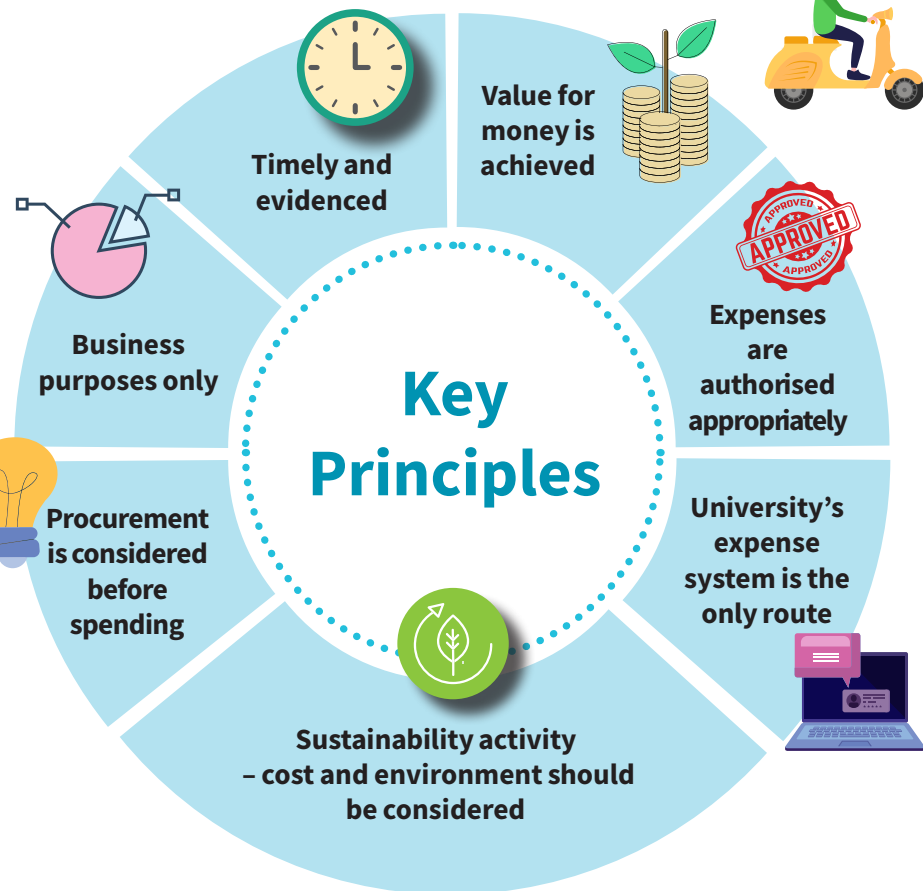 Key
Principles
Value for
money is
achieved
APPROVED
APPROVED
APPROVED
Expenses
are
authorised
appropriately
University’s
expense
system is the
only route
Sustainability activity
– cost and environment should
be considered
Procurement
is considered
before
spending
Business
purposes only
Timely and
evidenced